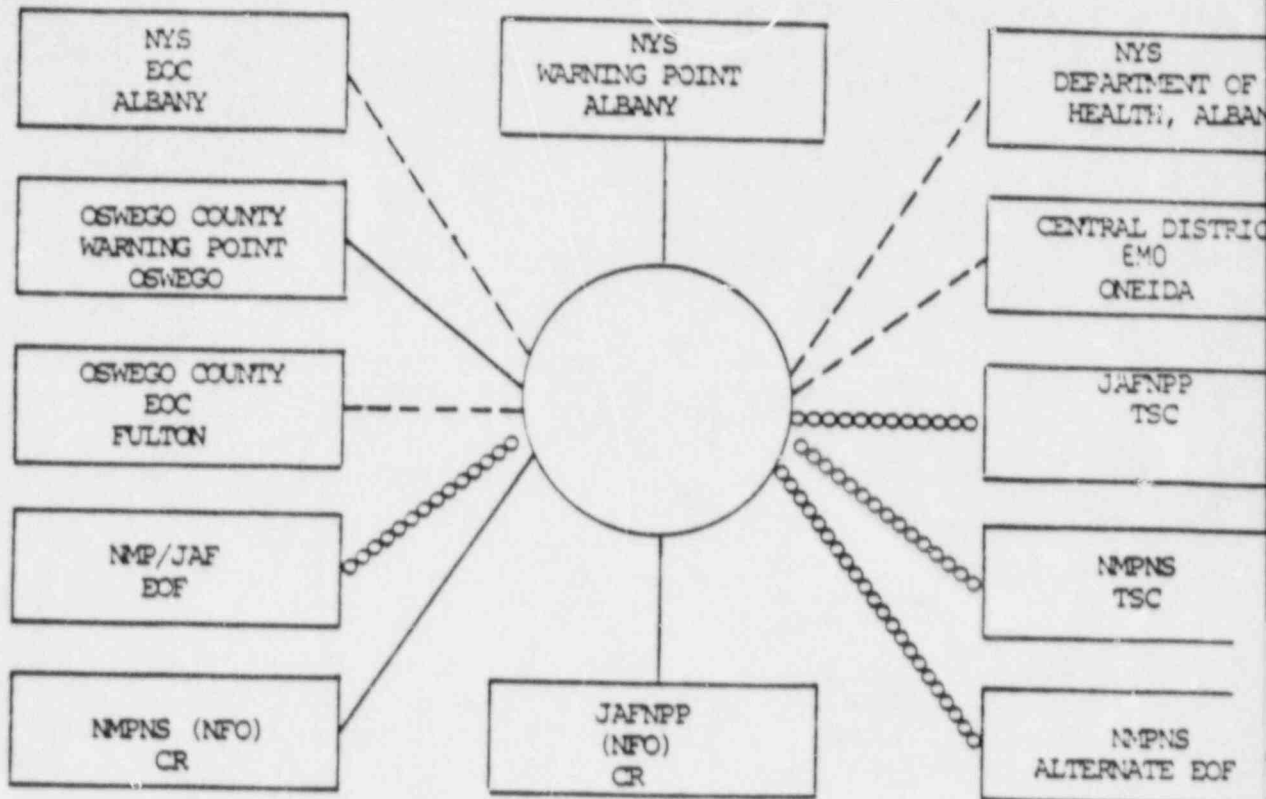 NYS
EOC
ALBANY
NYS
WARNING POINT
ALBANY
NYS
DEPARTMENT OF
HEALTH, ALBAN
OSWEGO COUNTY
WARNING POINT
OSWEGO
CENTRAL DISTRIC
EMO
ONEIDA
OSWEGO COUNTY
EOC
FULTON
JAFNPP
TSC
NMP/JAF
EOF
NMPNS
TSC
NMPNS (NFO)
CR
JAFNPP
(NFO)
CR
NMPNS
ALTERNATE EOF